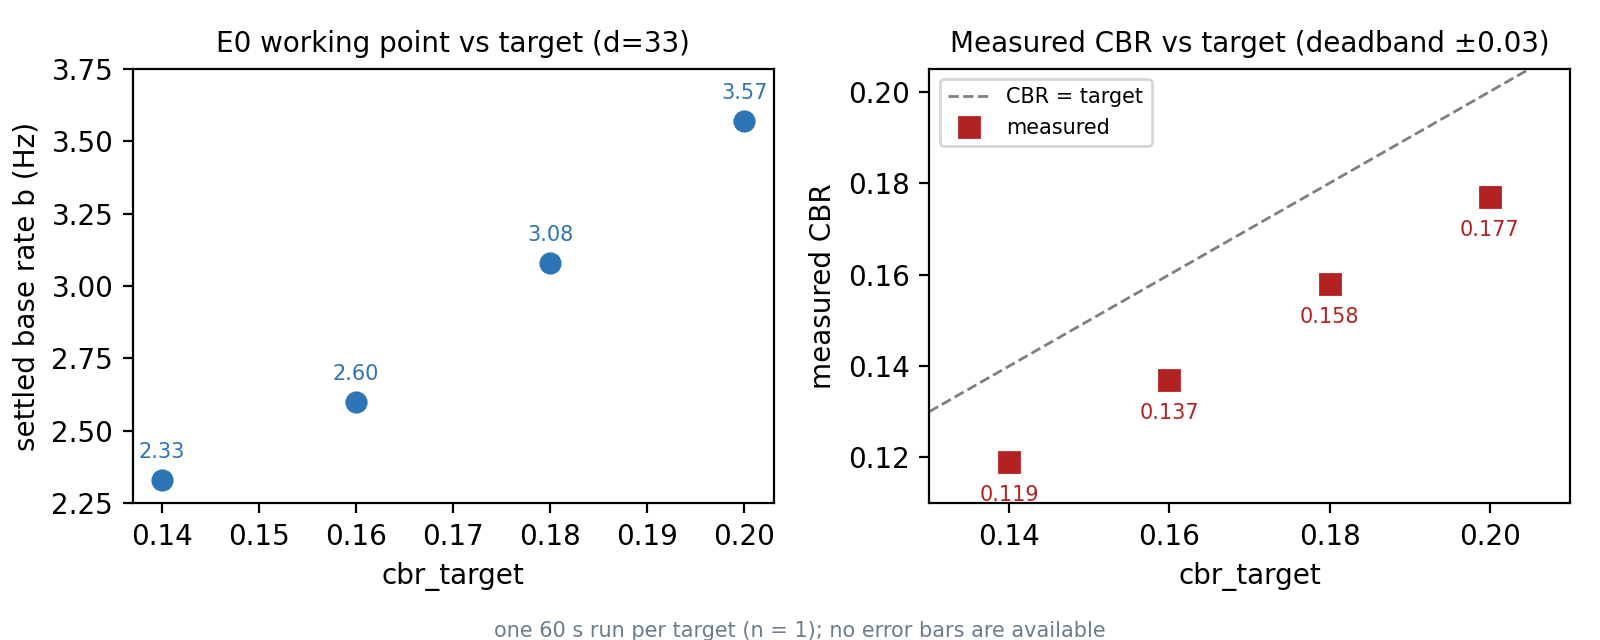 E0 working point vs target (d=33)
settled base rate b (Hz)
3.75
3.50
3.25
3.00
2.75
2.50
2.25
2.33
2.60
3.08
3.57
0.14 0.15 0.16 0.17 0.18 0.19 0.20
cbr_target
Measured CBR vs target (deadband ±0.03)
measured CBR
0.20
0.18
0.16
0.14
0.12
CBR = target
measured
0.119
0.137
0.158
0.177
0.14 0.16 0.18 0.20
cbr_target
one 60 s run per target (n = 1); no error bars are available